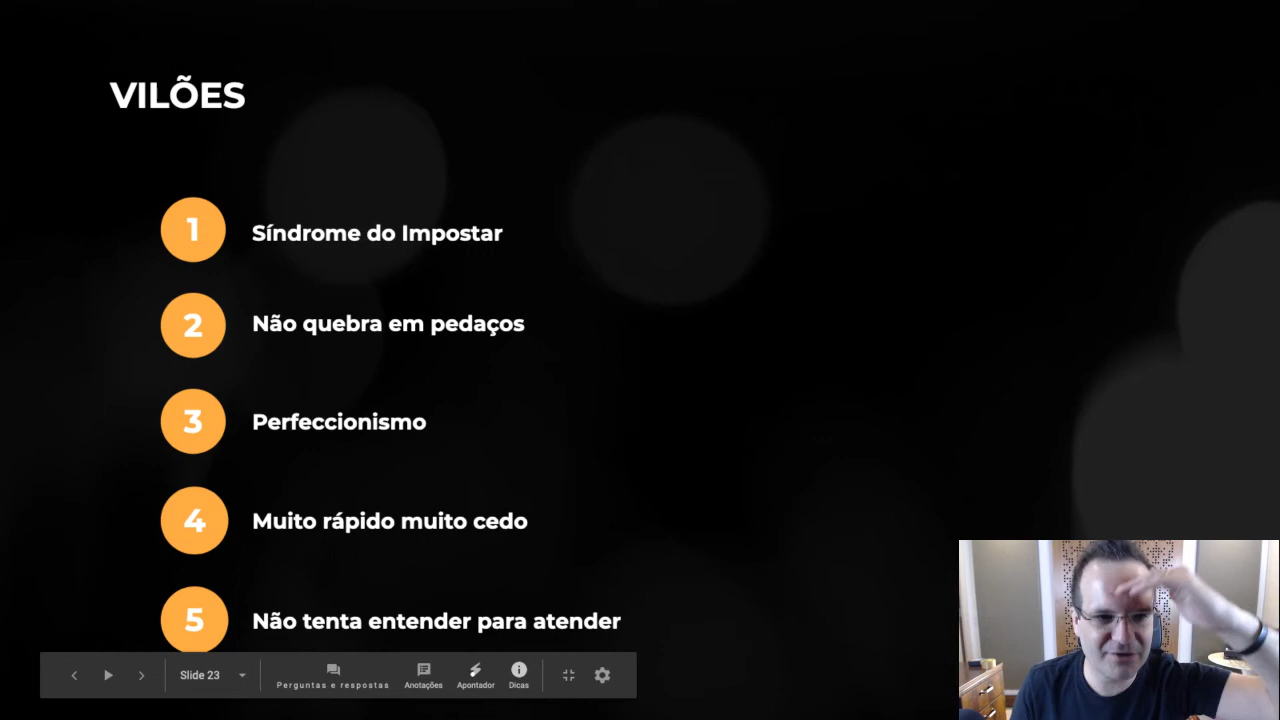 VILÕES
1 Síndrome do Impostar
2 Não quebra em pedaços
3 Perfeccionismo
4 Muito rápido muito cedo
5 Não tenta entender para atender
Slide 23
Perguntas e respostas
Anotações
Apontador
Dicas